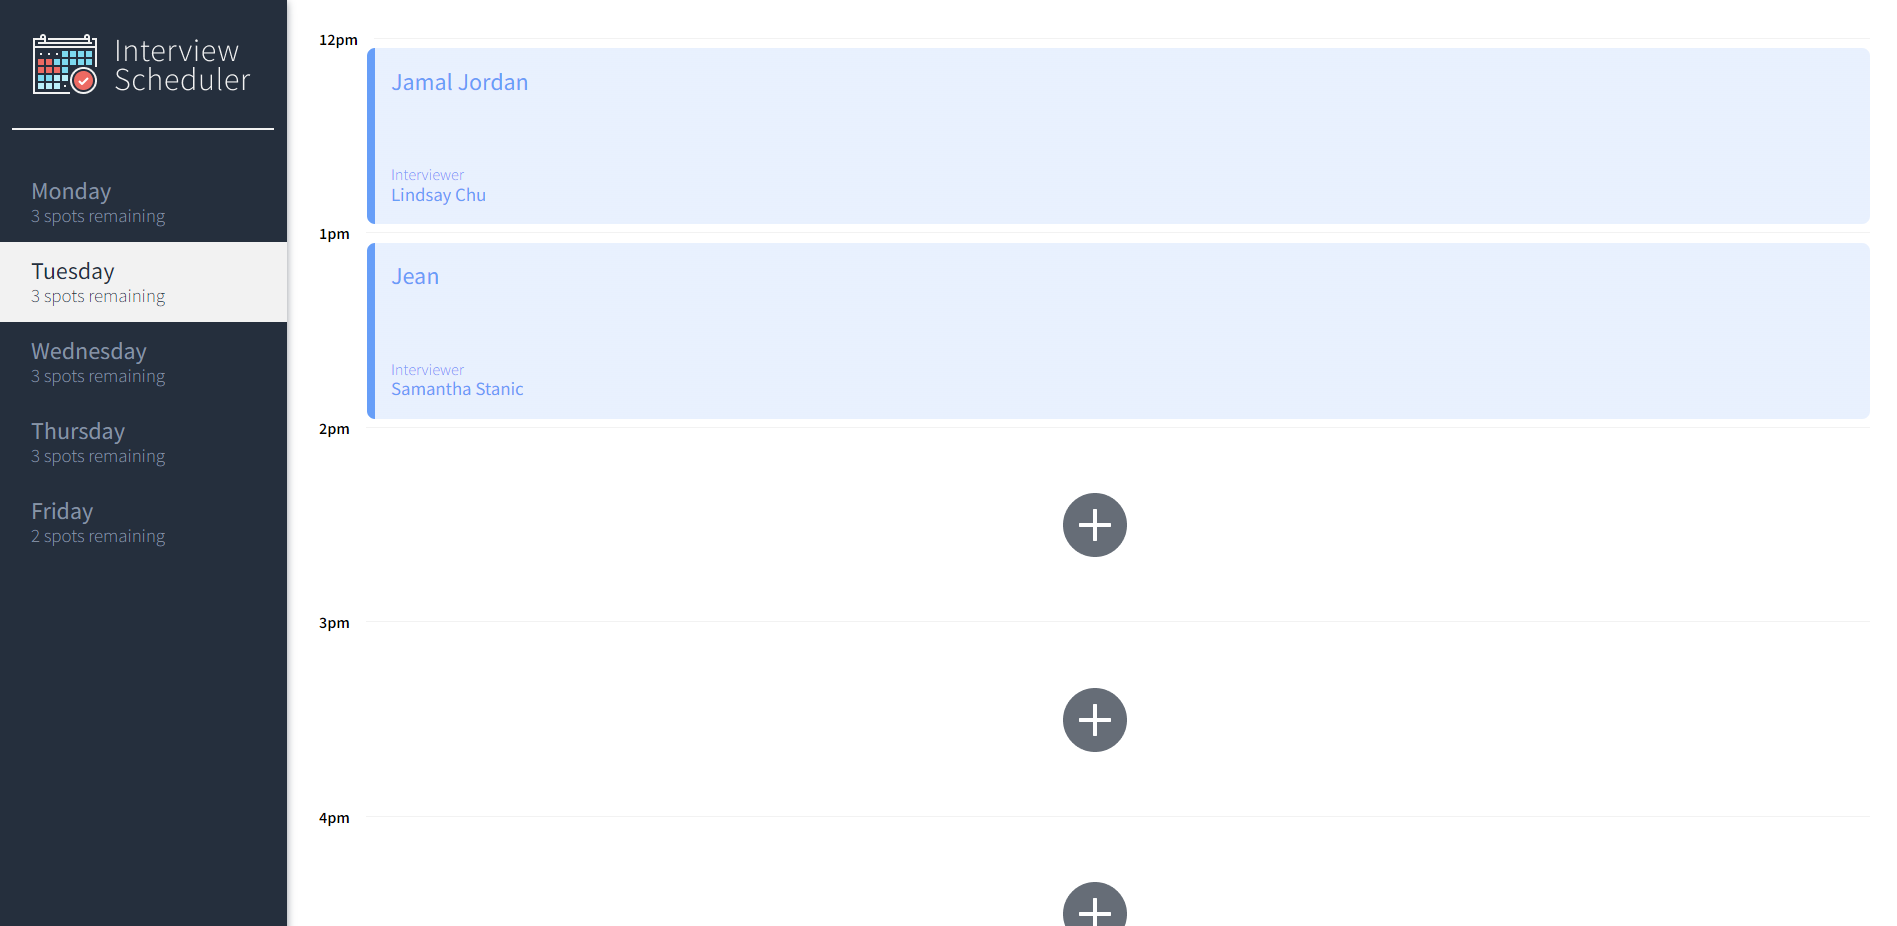 Interview
Scheduler
Monday
3 spots remaining
Tuesday
3 spots remaining
Wednesday
3 spots remaining
Thursday
3 spots remaining
Friday
2 spots remaining
12pm
Jamal Jordan
Interviewer
Lindsay Chu
1pm
Jean
Interviewer
Samantha Stanic
2pm
3pm
4pm